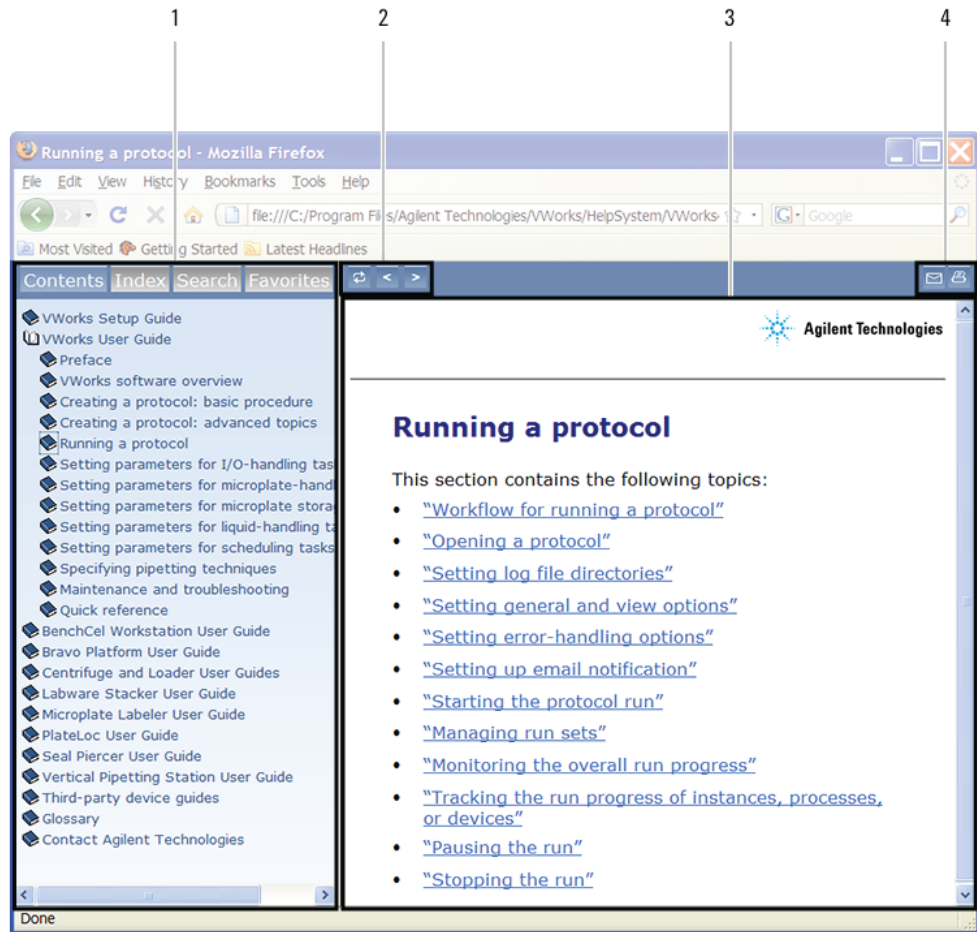 1 2 3 4
Running a protocol - Mozilla Firefox
File Edit View History Bookmarks Tools Help
file:///C:/Program Files/Agilent Technologies/VWorks/HelpSystem/VWorks- G Google
Most Visited Getting Started Latest Headlines
Contents Index Search Favorites < >
VWorks Setup Guide
VWorks User Guide
Preface
VWorks software overview
Creating a protocol: basic procedure
Creating a protocol: advanced topics
Running a protocol
Setting parameters for I/O-handling tas
Setting parameters for microplate-handl
Setting parameters for microplate stora
Setting parameters for liquid-handling ta
Setting parameters for scheduling tasks
Specifying pipetting techniques
Maintenance and troubleshooting
Quick reference
BenchCel Workstation User Guide
Bravo Platform User Guide
Centrifuge and Loader User Guides
Labware Stacker User Guide
Microplate Labeler User Guide
PlateLoc User Guide
Seal Piercer User Guide
Vertical Pipetting Station User Guide
Third-party device guides
Glossary
Contact Agilent Technologies
Agilent Technologies
Running a protocol
This section contains the following topics:
• “Workflow for running a protocol”
• “Opening a protocol”
• “Setting log file directories”
• “Setting general and view options”
• “Setting error-handling options”
• “Setting up email notification”
• “Starting the protocol run”
• “Managing run sets”
• “Monitoring the overall run progress”
• “Tracking the run progress of instances, processes,
or devices”
• “Pausing the run”
• “Stopping the run”
Done